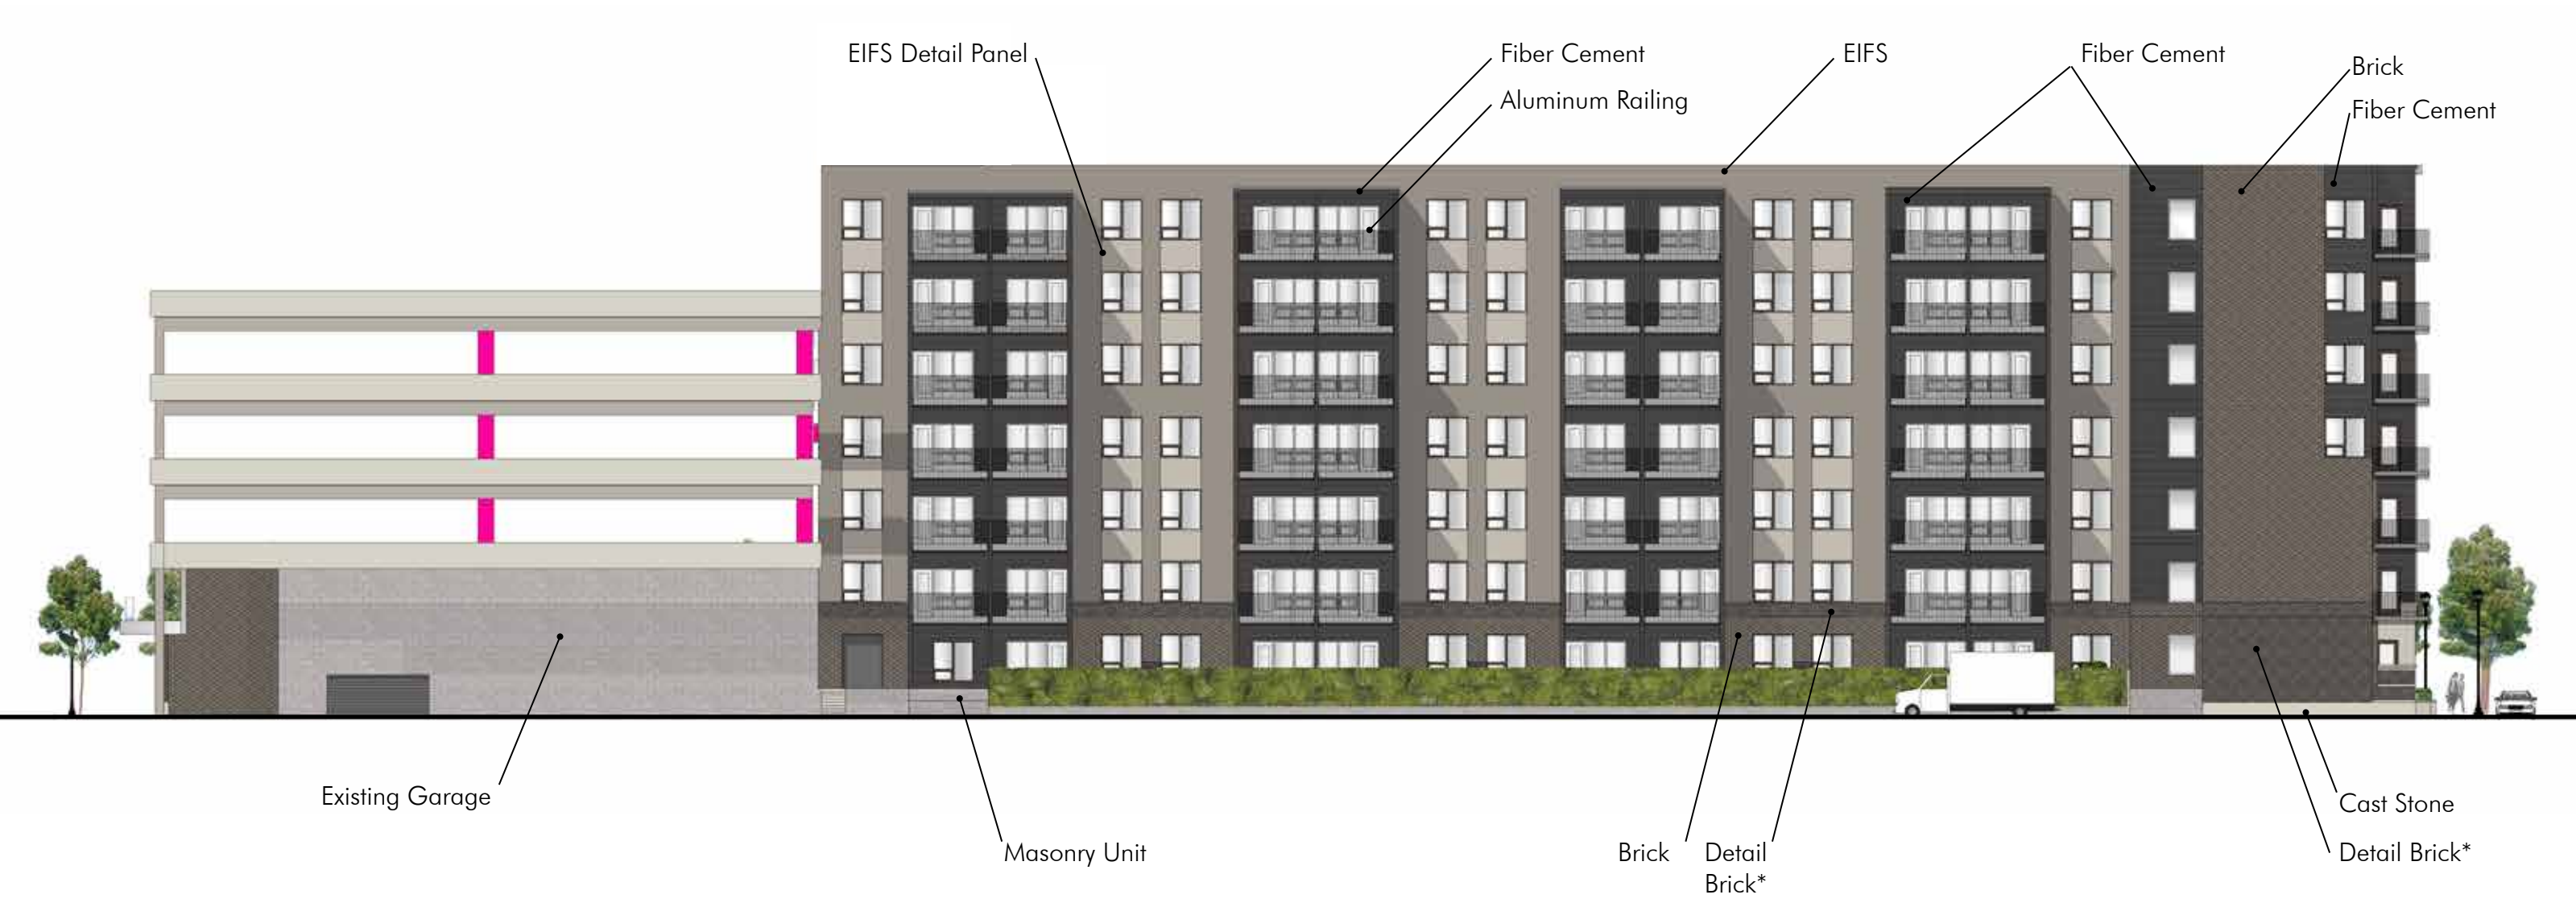 EIFS Detail Panel
Fiber Cement
EIFS
Fiber Cement
Brick
Aluminum Railing
Fiber Cement
Existing Garage
Cast Stone
Masonry Unit
Brick
Detail
Brick*
Detail Brick*